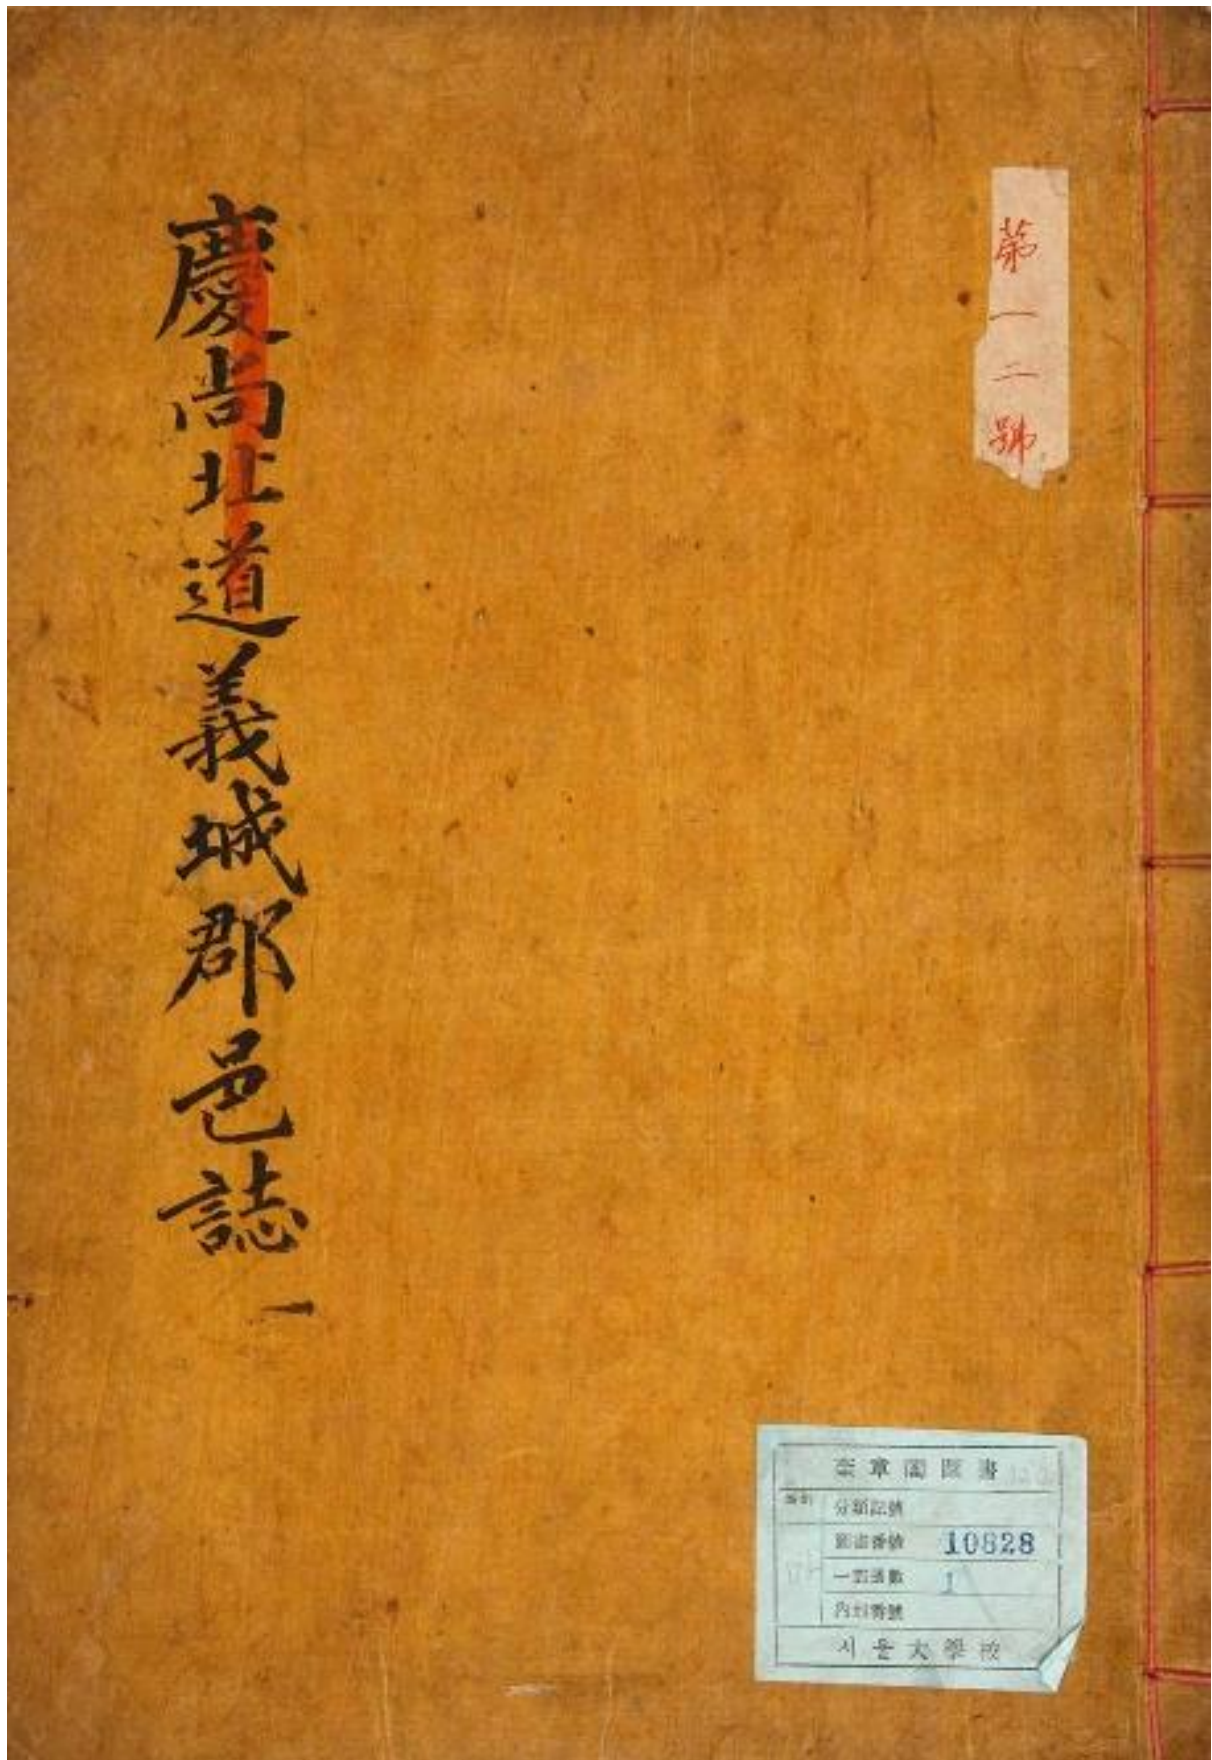 第一二號
慶尙北道義城郡邑誌 一
奎章閣圖書
分類記號
圖書番號 10828
一部冊數 1
內訂番號
서울大學校